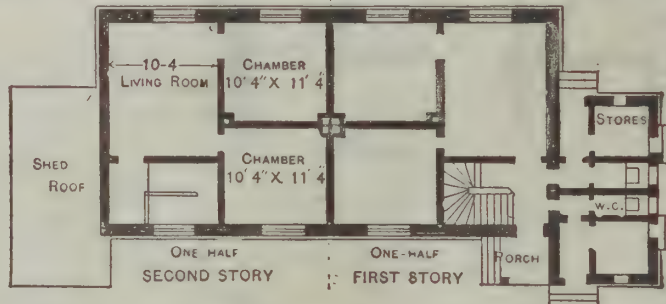 10-4
LIVING ROOM
CHAMBER
10' 4" X 11' 4"
STORES
SHED
ROOF
CHAMBER
10' 4" X 11' 4"
W.C.
ONE HALF
SECOND STORY
ONE-HALF
FIRST STORY
PORCH